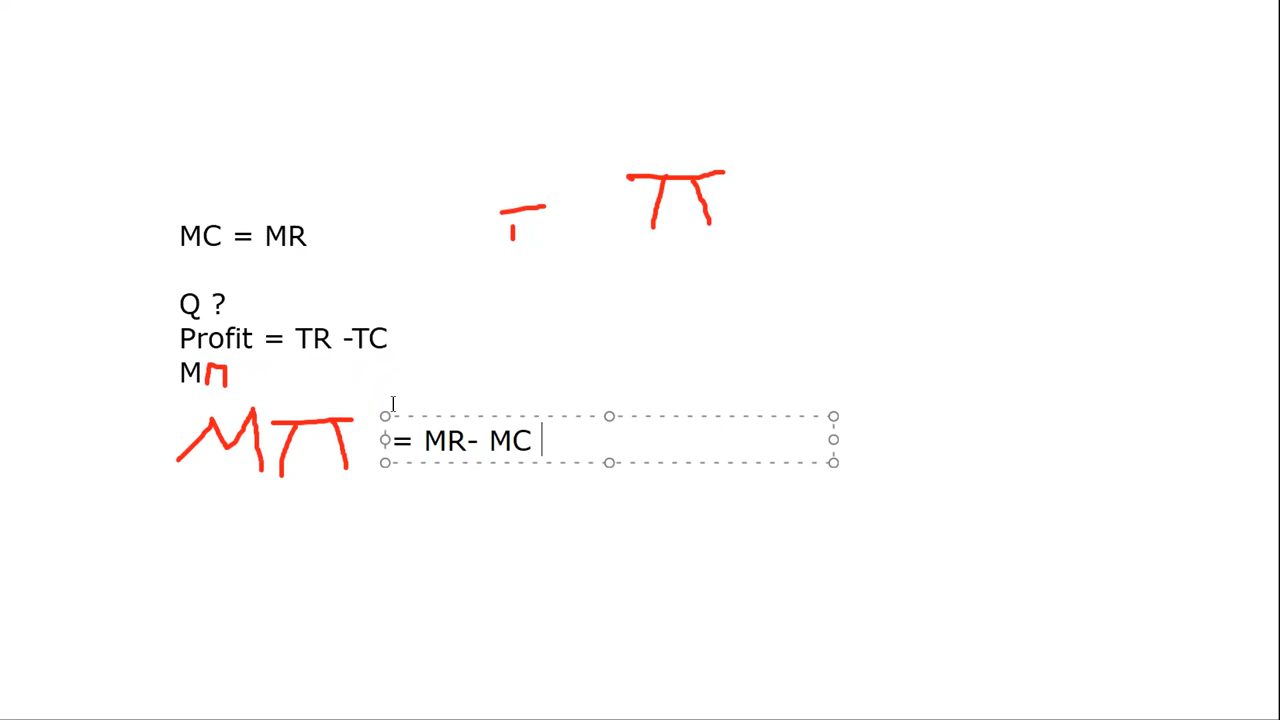 π
MC = MR
Q ?
Profit = TR -TC
Mπ
Mπ = MR- MC